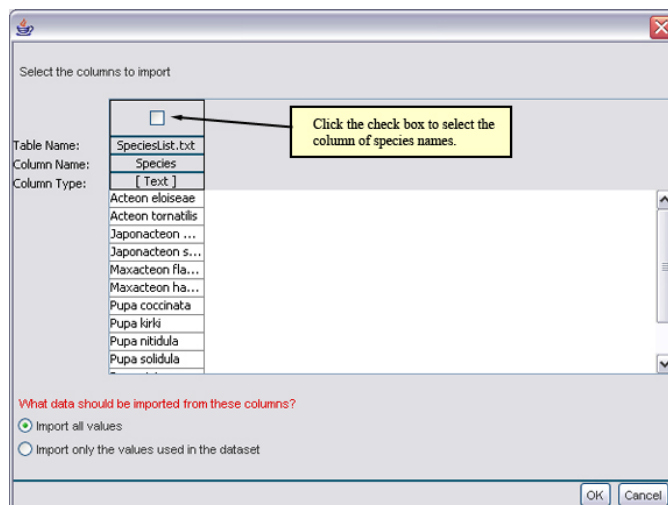 Select the columns to import
Click the check box to select the
column of species names.
Table Name: SpeciesList.txt
Column Name: Species
Column Type: [ Text ]
Acteon eloiseae
Acteon tornatilis
Japonacteon ...
Japonacteon s...
Maxacteon fla...
Maxacteon ha...
Pupa coccinata
Pupa kirki
Pupa nitidula
Pupa solidula
What data should be imported from these columns?
Import all values
Import only the values used in the dataset
OK Cancel